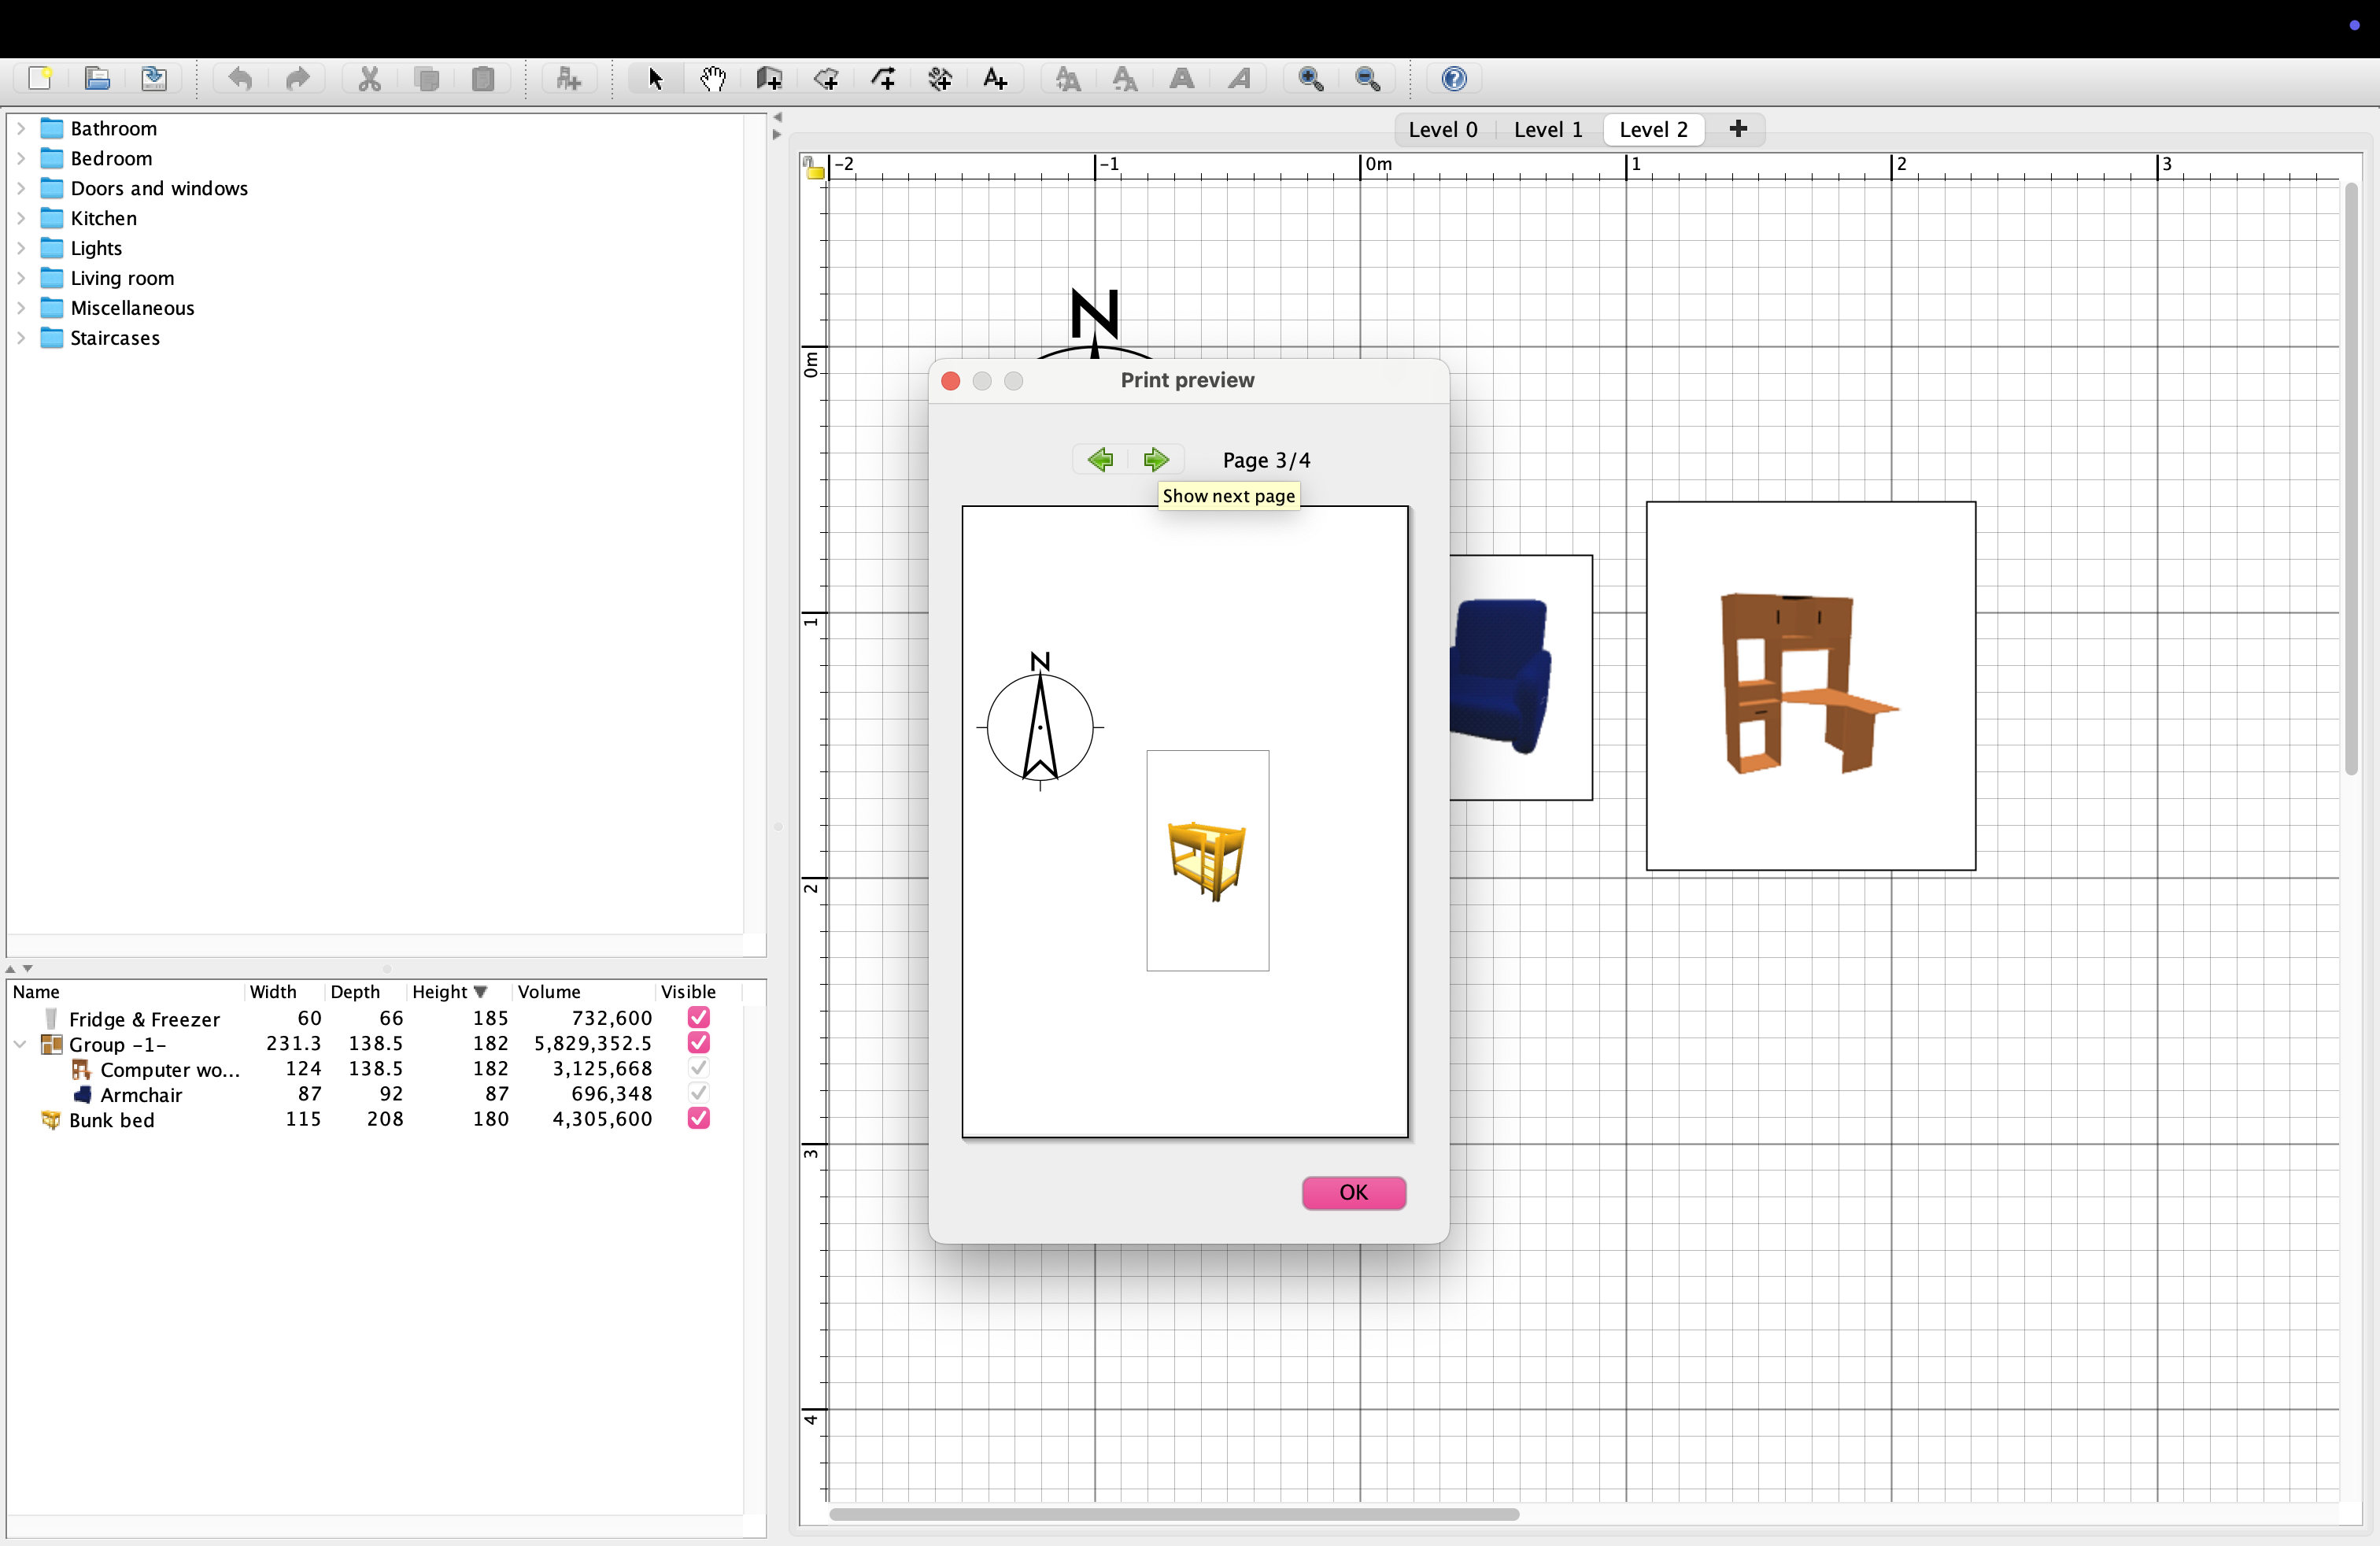 Bathroom
Bedroom
Doors and windows
Kitchen
Lights
Living room
Miscellaneous
Staircases
Name Width Depth Height Volume Visible
Fridge & Freezer 60 66 185 732,600
Group -1- 231.3 138.5 182 5,829,352.5
Computer wo... 124 138.5 182 3,125,668
Armchair 87 92 87 696,348
Bunk bed 115 208 180 4,305,600
Level 0 Level 1 Level 2
-2 -1 0m 1 2 3
0m
1
2
3
4
N
Print preview
Page 3/4
Show next page
N
OK